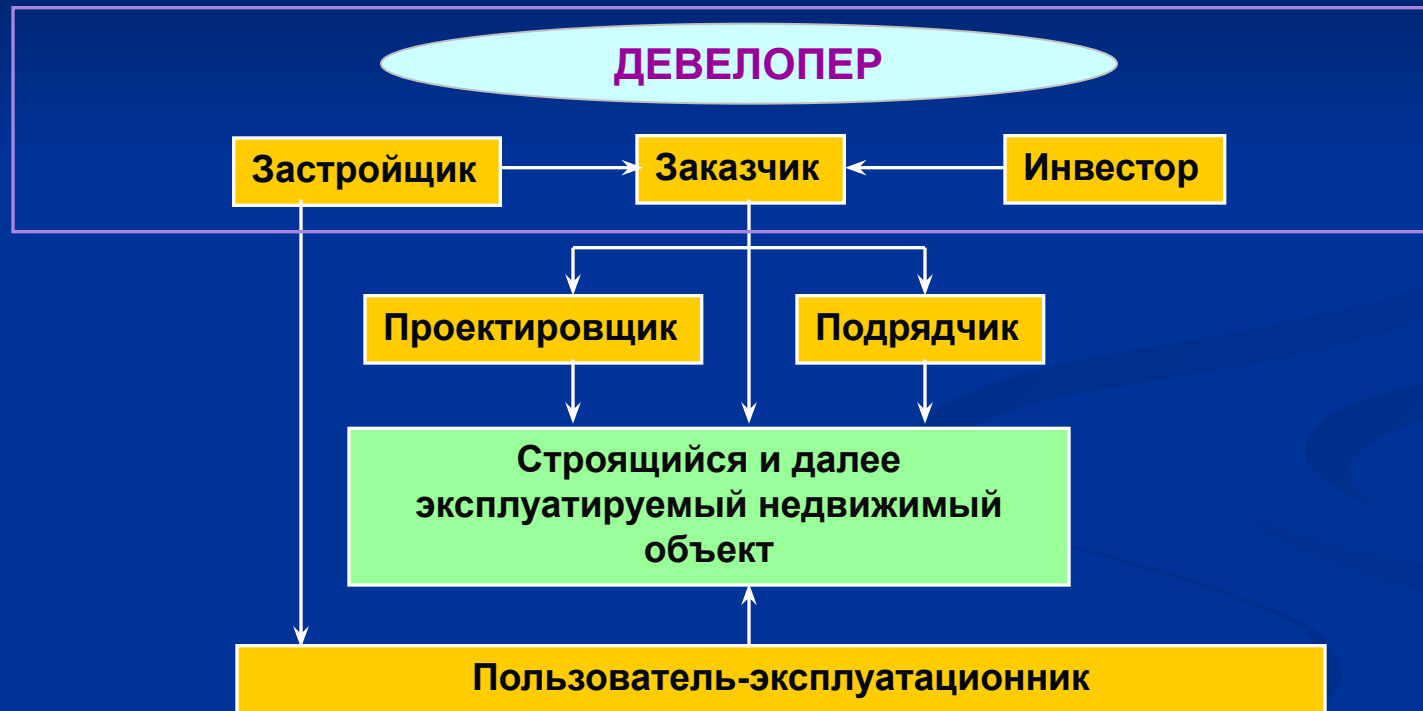 ДЕВЕЛОПЕР
Застройщик
Заказчик
Инвестор
Проектировщик
Подрядчик
Строящийся и далее
эксплуатируемый недвижимый
объект
Пользователь-эксплуатационник